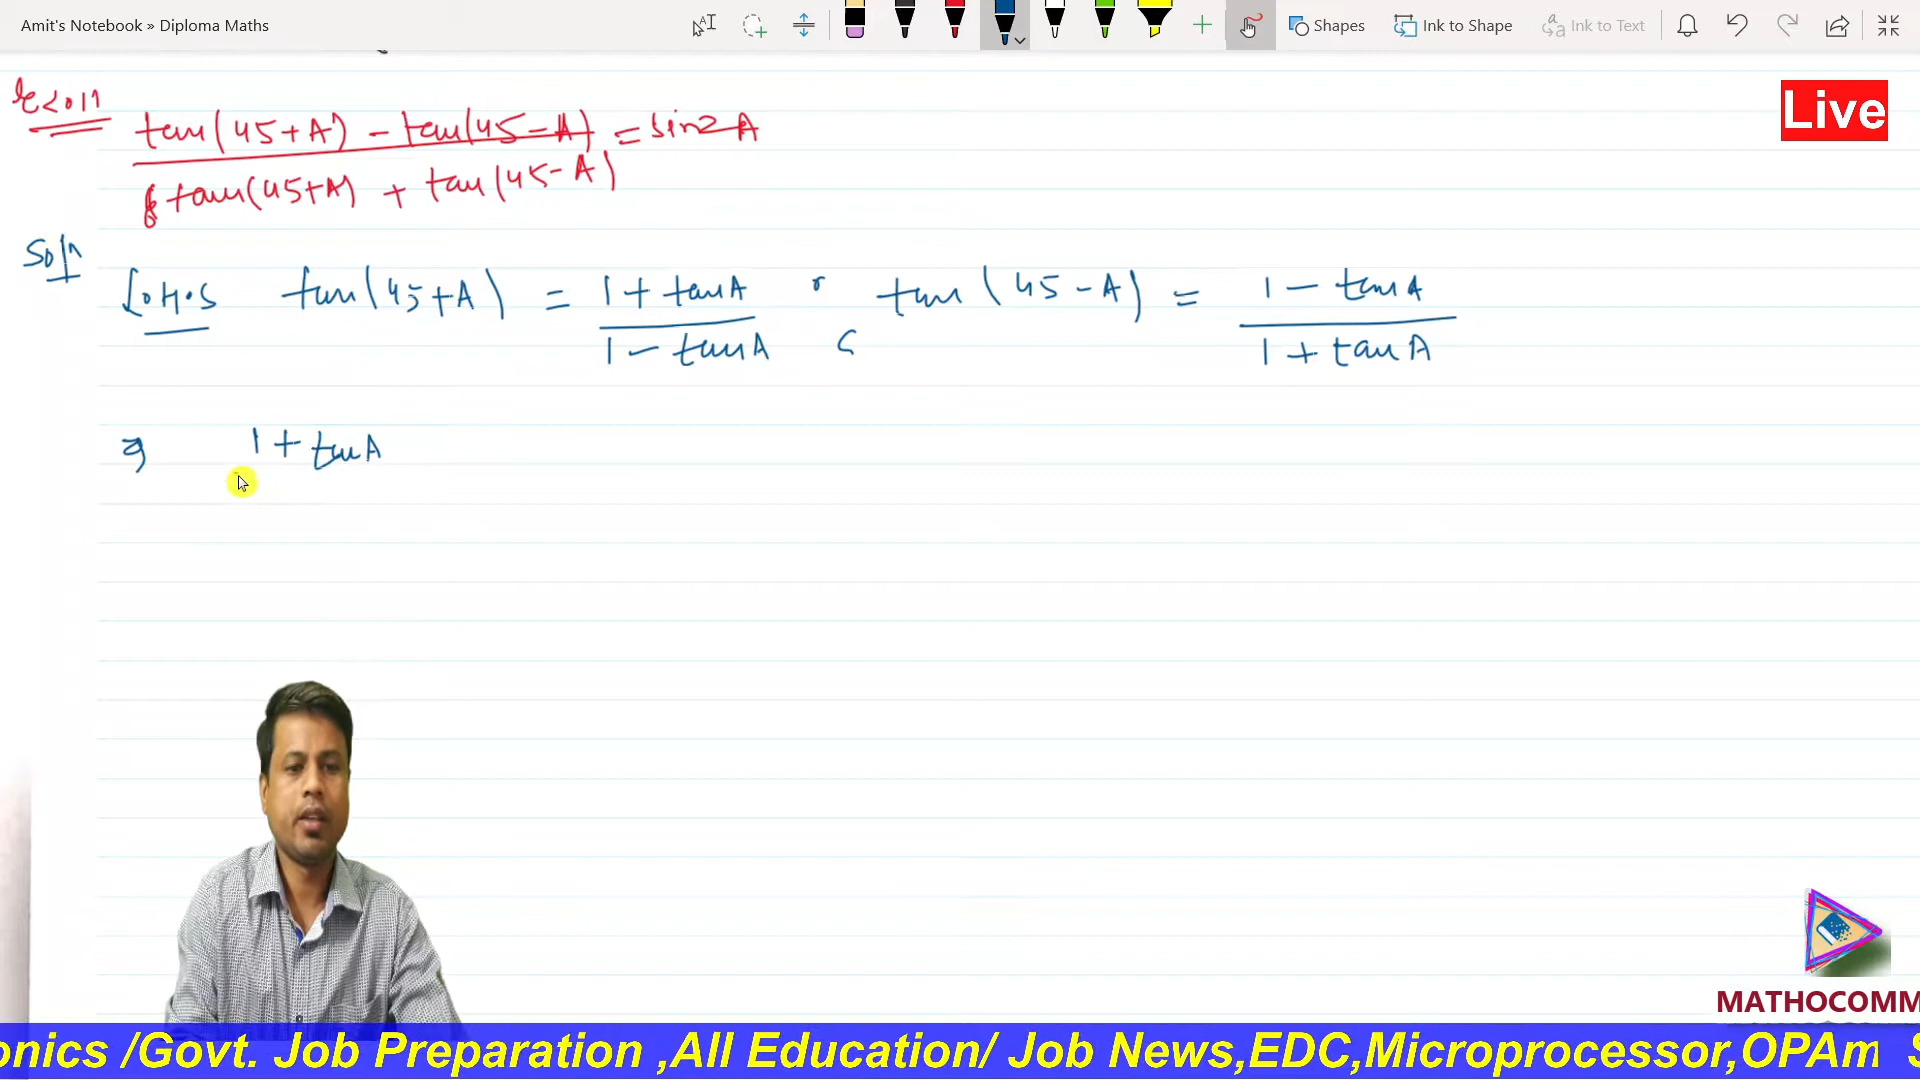 Amit's Notebook » Diploma Maths
Shapes
Ink to Shape
Ink to Text
Live
tan(45+A) - tan(45-A) = sin2A
tan(45+A) + tan(45-A)
Soln
L.H.S tan(45+A) = 1 + tanA , tan(45-A) = 1 - tanA
1 - tanA 1 + tanA
⇒ 1 + tanA
MATHOCOMM
onics /Govt. Job Preparation ,All Education/ Job News,EDC,Microprocessor,OPAm S